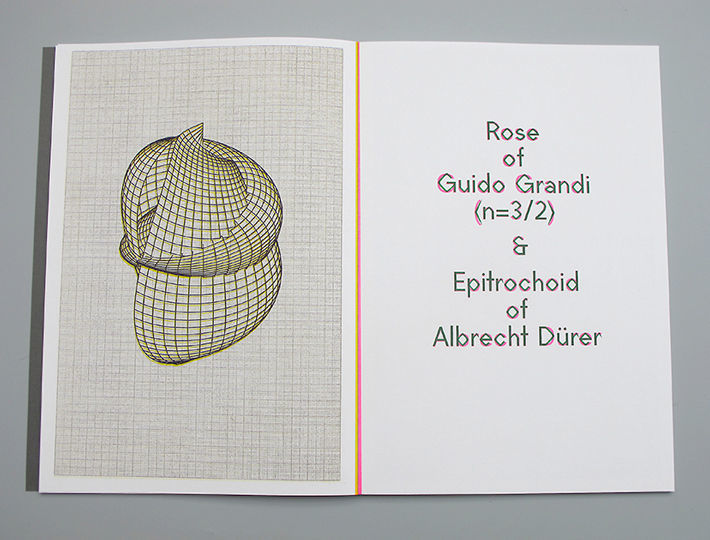 Rose
of
Guido Grandi
(n=3/2)
&
Epitrochoid
of
Albrecht Dürer